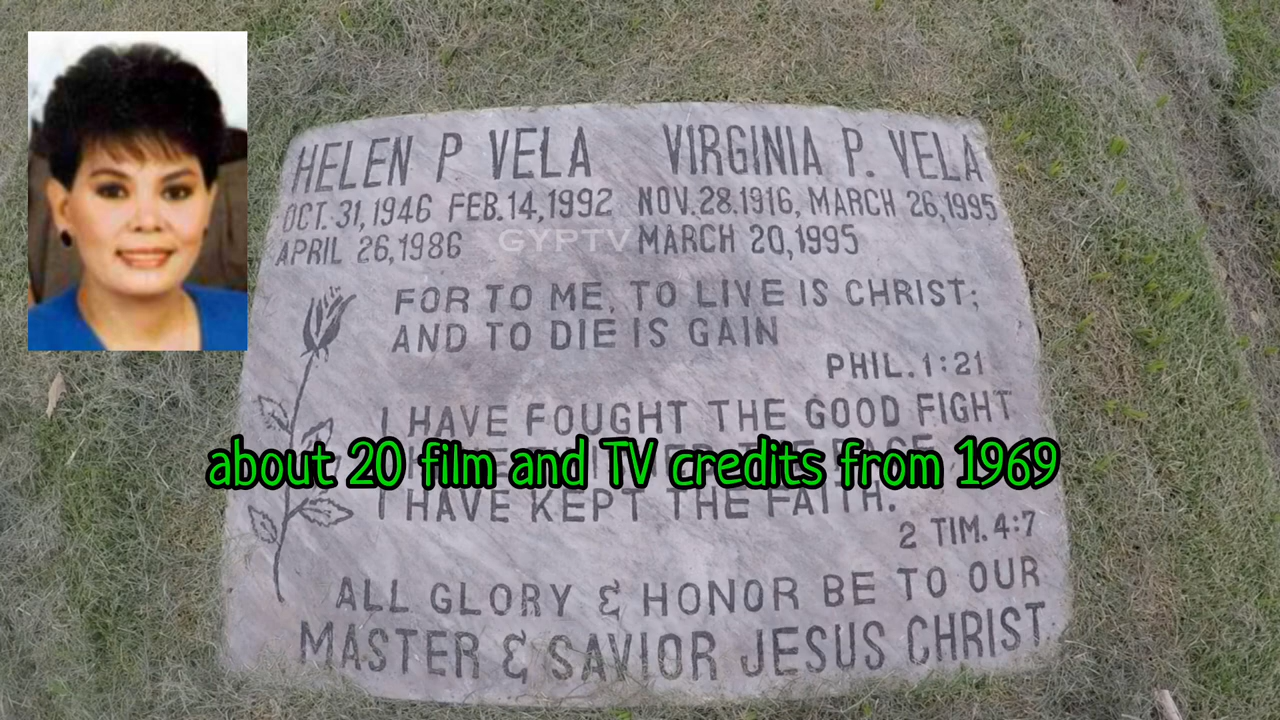 HELEN P VELA VIRGINIA P. VELA
OCT. 31, 1946 FEB. 14, 1992 NOV. 28, 1916, MARCH 26, 1995
APRIL 26, 1986 GYPTV MARCH 20, 1995
FOR TO ME, TO LIVE IS CHRIST;
AND TO DIE IS GAIN
PHIL. 1:21
I HAVE FOUGHT THE GOOD FIGHT
about 20 film and TV credits from 1969
I HAVE KEPT THE FAITH.
2 TIM. 4:7
ALL GLORY & HONOR BE TO OUR
MASTER & SAVIOR JESUS CHRIST.